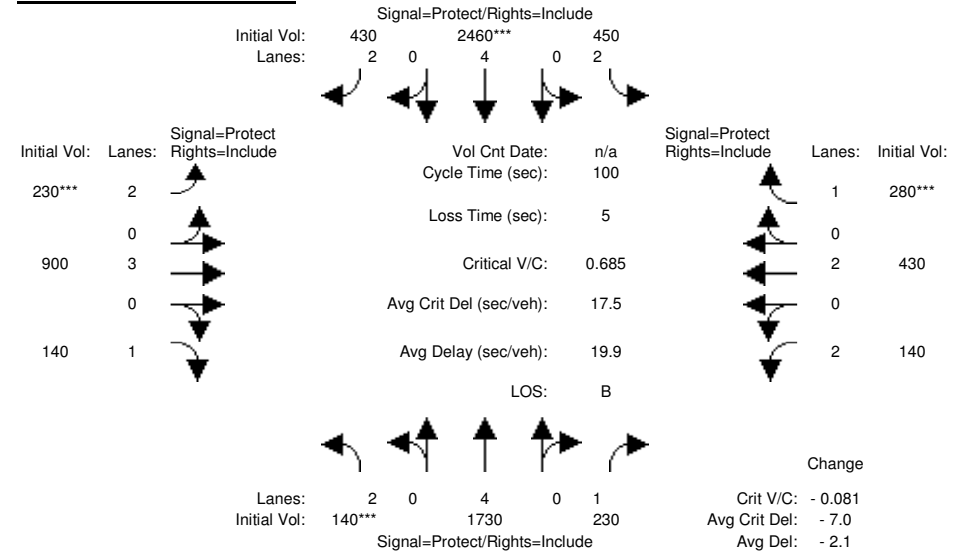 Signal=Protect/Rights=Include
Initial Vol: 430 2460*** 450
Lanes: 2 0 4 0 2
Signal=Protect
Initial Vol: Lanes: Rights=Include
Vol Cnt Date: n/a
Signal=Protect
Rights=Include Lanes: Initial Vol:
Cycle Time (sec): 100
230*** 2
1 280***
Loss Time (sec): 5
0
0
900 3
Critical V/C: 0.685
2 430
0
Avg Crit Del (sec/veh): 17.5
0
140 1
Avg Delay (sec/veh): 19.9
2 140
LOS: B
Lanes: 2 0 4 0 1
Initial Vol: 140*** 1730 230
Signal=Protect/Rights=Include
Change
Crit V/C: - 0.081
Avg Crit Del: - 7.0
Avg Del: - 2.1